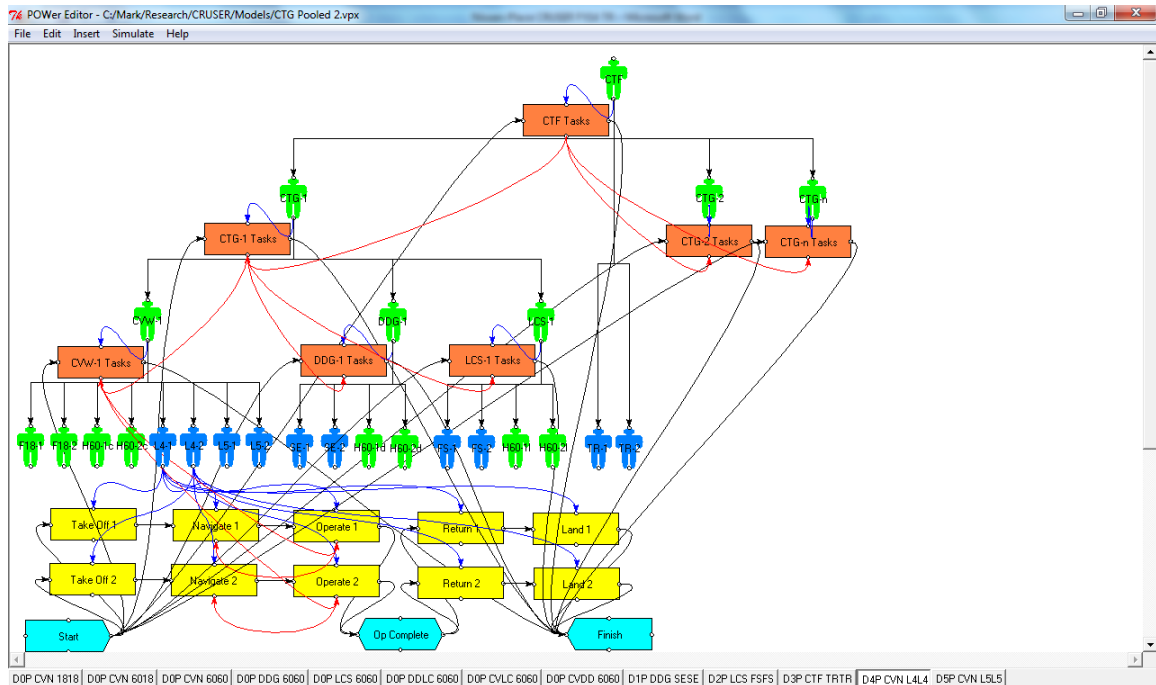 POWer Editor - C:/Mark/Research/CRUSER/Models/CTG Pooled 2.vpx
File Edit Insert Simulate Help
CTF
CTF Tasks
CTG-1
CTG-2
CTG-n
CTG-1 Tasks
CTG-2 Tasks
CTG-n Tasks
CVW-1
DDG-1
LCS-1
CVW-1 Tasks
DDG-1 Tasks
LCS-1 Tasks
F18-1 F18-2 H60-1c H60-2c L4-1 L4-2 L5-1 L5-2 SE-1 SE-2 H60-1d H60-2d FS-1 FS-2 H60-1l H60-2l TR-1 TR-2
Take Off 1 Navigate 1 Operate 1 Return 1 Land 1
Take Off 2 Navigate 2 Operate 2 Return 2 Land 2
Start Op Complete Finish
D0P CVN 1818 D0P CVN 6018 D0P CVN 6060 D0P DDG 6060 D0P LCS 6060 D0P DDLC 6060 D0P CVLC 6060 D0P CVDD 6060 D1P DDG SESE D2P LCS FSFS D3P CTF TRTR D4P CVN L4L4 D5P CVN L5L5